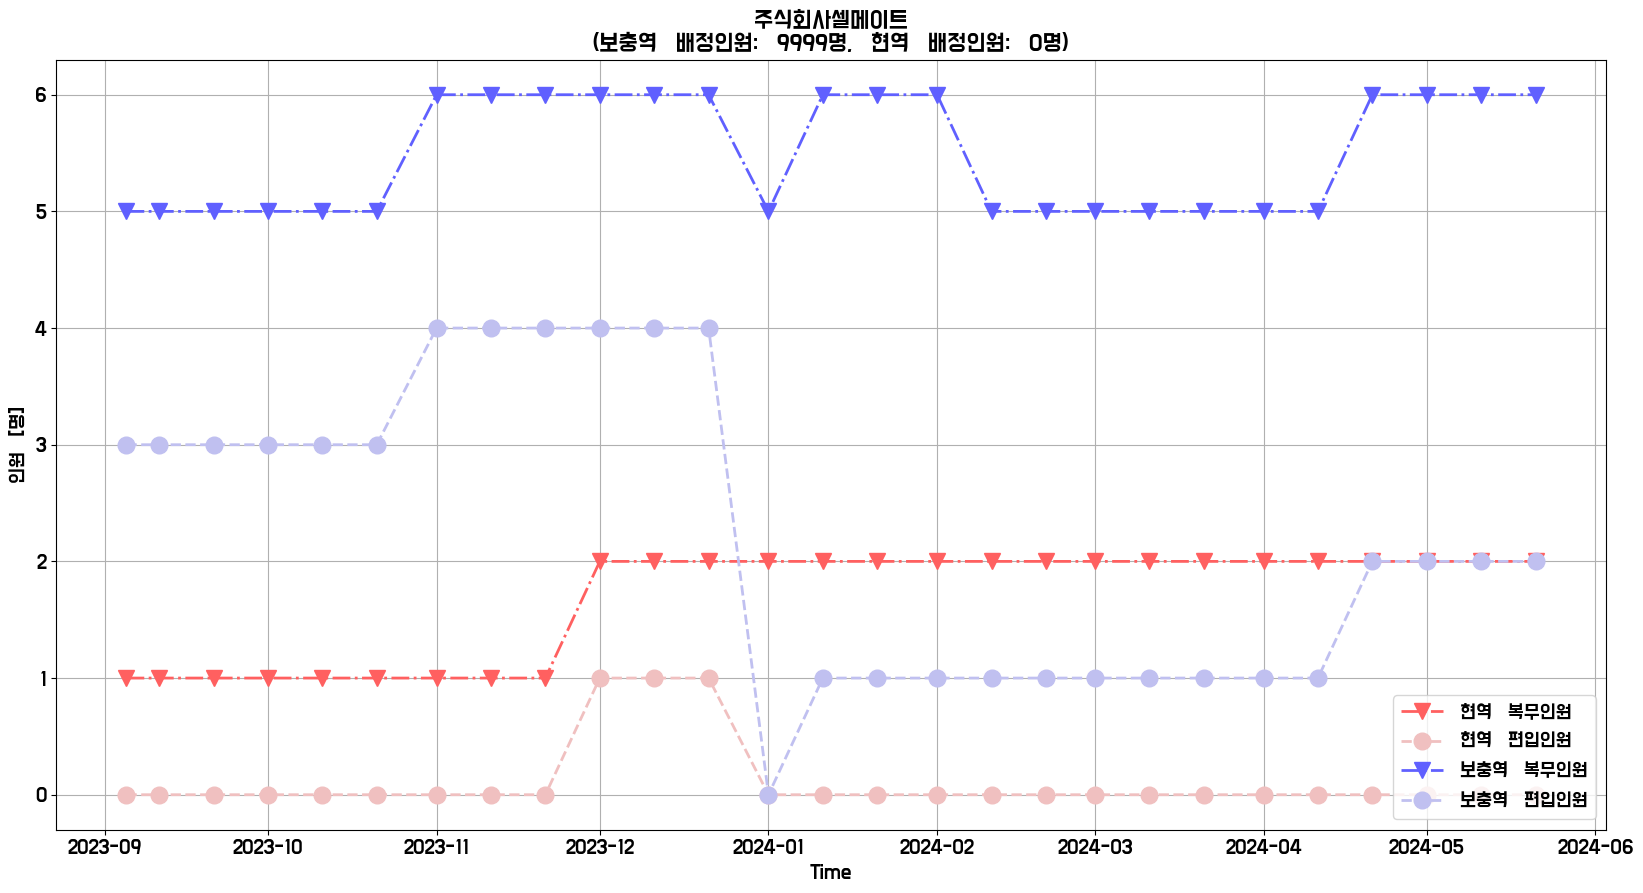 주식회사셀메이트
(보충역 배정인원: 9999명, 현역 배정인원: 0명)
인원 [명]
6
5
4
3
2
1
0
2023-09 2023-10 2023-11 2023-12 2024-01 2024-02 2024-03 2024-04 2024-05 2024-06
Time
현역 복무인원
현역 편입인원
보충역 복무인원
보충역 편입인원